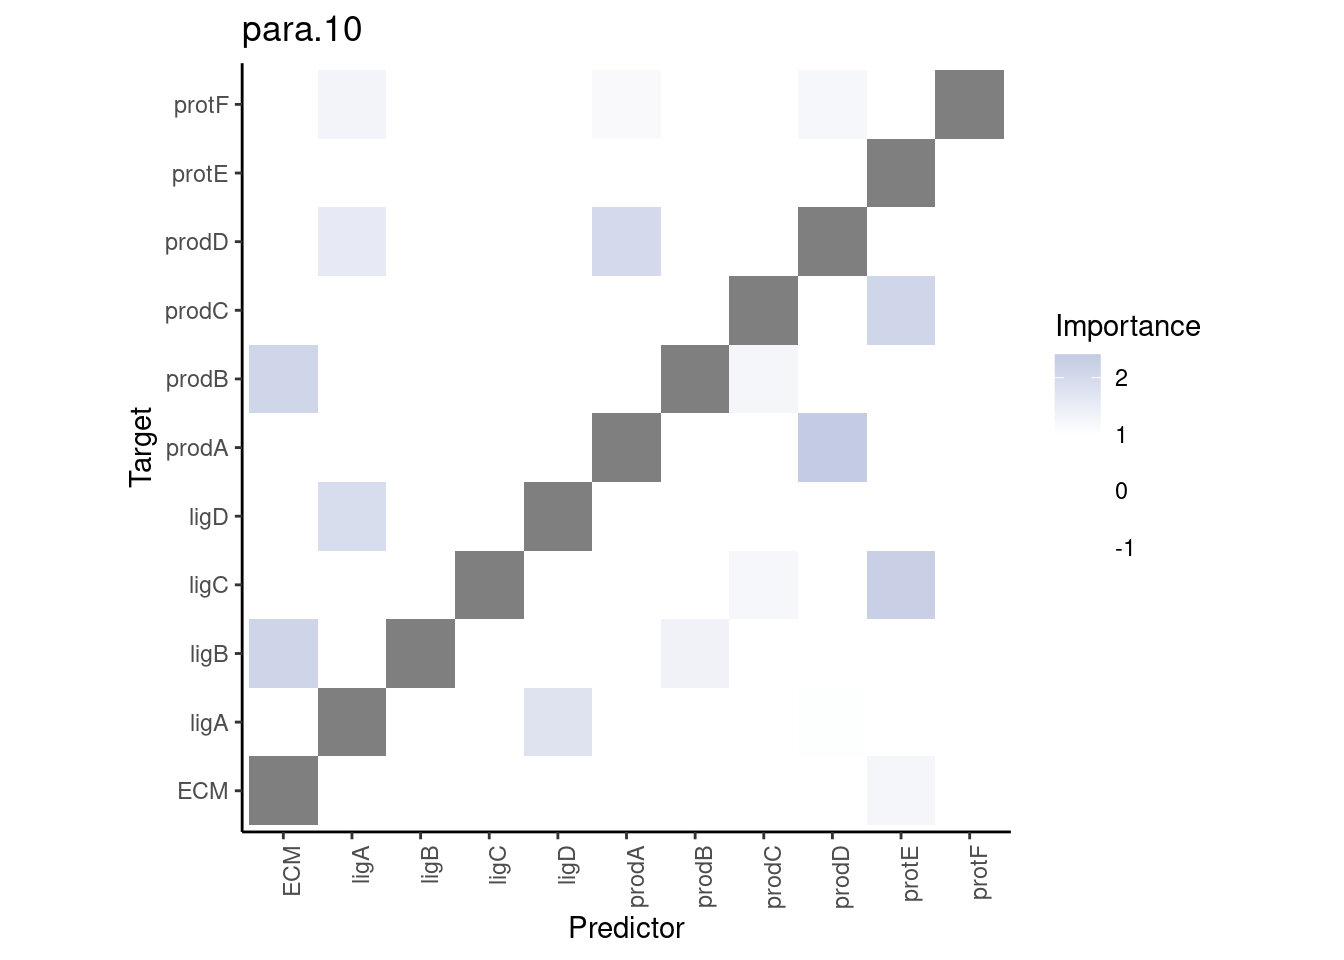 para.10
protF
protE
prodD
prodC
prodB
prodA
ligD
ligC
ligB
ligA
ECM
Target
ECM
ligA
ligB
ligC
ligD
prodA
prodB
prodC
prodD
protE
protF
Predictor
Importance
2
1
0
-1